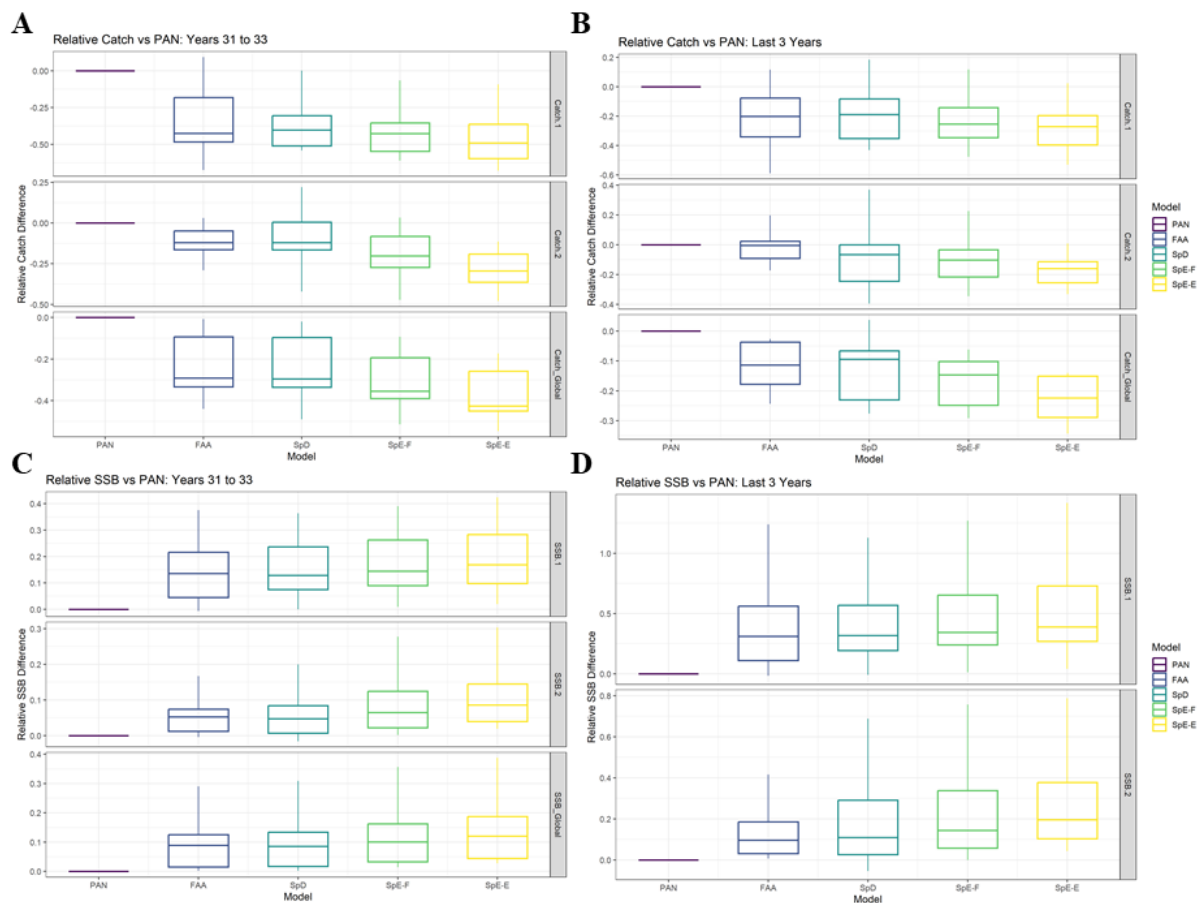 A
Relative Catch vs PAN: Years 31 to 33
Relative Catch Difference
0.00
-0.25
-0.50
Catch.1
0.25
0.00
-0.25
-0.50
Catch.2
0.0
-0.2
-0.4
Catch_Global
PAN FAA SpD SpE-F SpE-E
Model
B
Relative Catch vs PAN: Last 3 Years
Relative Catch Difference
0.2
0.0
-0.2
-0.4
-0.6
Catch.1
0.4
0.2
0.0
-0.2
-0.4
Catch.2
0.0
-0.1
-0.2
-0.3
Catch_Global
PAN FAA SpD SpE-F SpE-E
Model
Model
PAN
FAA
SpD
SpE-F
SpE-E
C
Relative SSB vs PAN: Years 31 to 33
Relative SSB Difference
0.4
0.3
0.2
0.1
0.0
SSB.1
0.3
0.2
0.1
0.0
SSB.2
0.4
0.3
0.2
0.1
0.0
SSB_Global
PAN FAA SpD SpE-F SpE-E
Model
D
Relative SSB vs PAN: Last 3 Years
Relative SSB Difference
1.0
0.5
0.0
SSB.1
0.8
0.6
0.4
0.2
0.0
SSB.2
PAN FAA SpD SpE-F SpE-E
Model
Model
PAN
FAA
SpD
SpE-F
SpE-E